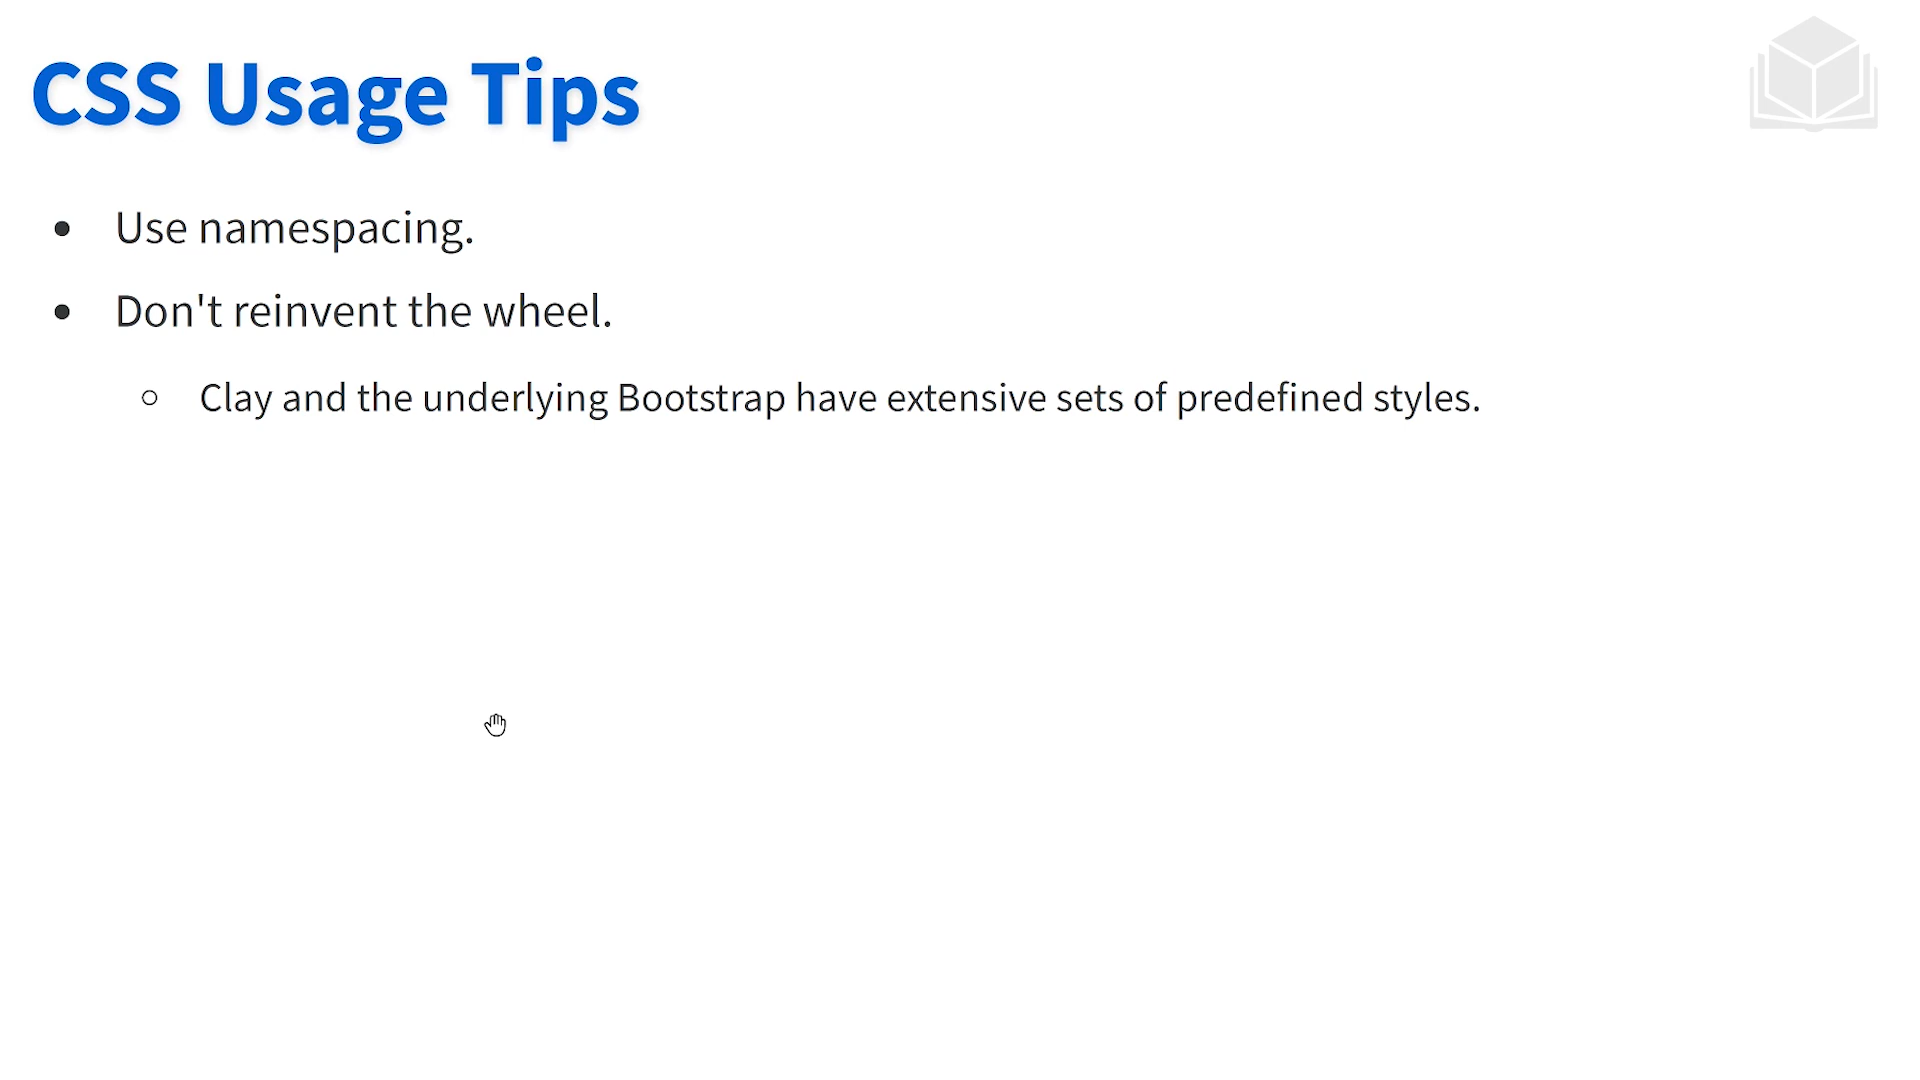 CSS Usage Tips
• Use namespacing.
• Don't reinvent the wheel.
○ Clay and the underlying Bootstrap have extensive sets of predefined styles.